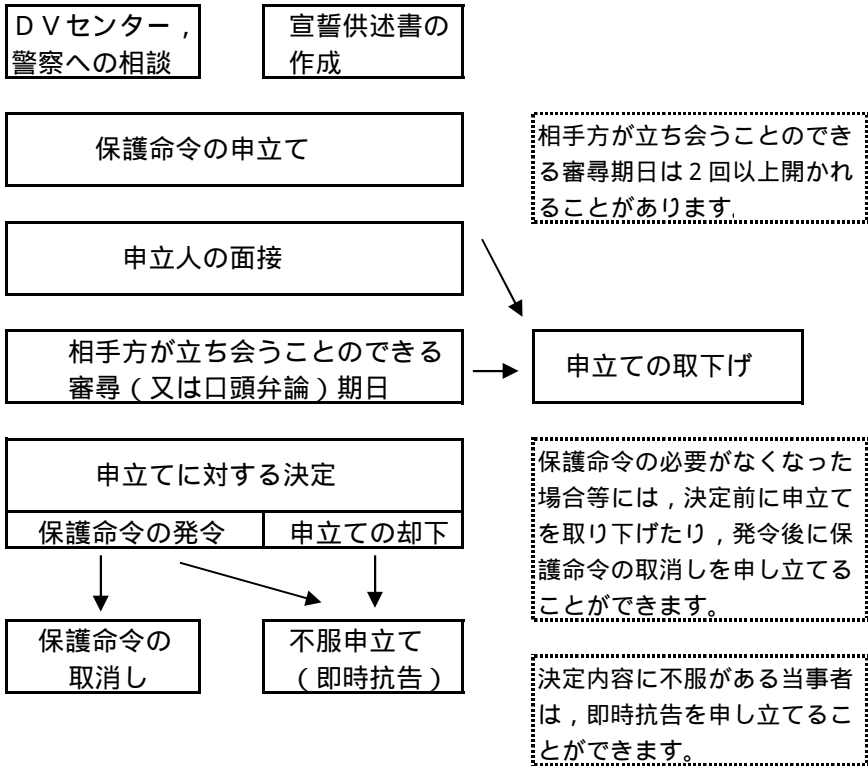 ＤＶセンター，
警察への相談
宣誓供述書の
作成
保護命令の申立て
相手方が立ち会うことのでき
る審尋期日は２回以上開かれ
ることがあります。
申立人の面接
相手方が立ち会うことのできる
審尋（又は口頭弁論）期日
申立ての取下げ
申立てに対する決定
保護命令の発令
申立ての却下
保護命令の必要がなくなった
場合等には，決定前に申立て
を取り下げたり，発令後に保
護命令の取消しを申し立てる
ことができます。
保護命令の
取消し
不服申立て
（即時抗告）
決定内容に不服がある当事者
は，即時抗告を申し立てるこ
とができます。